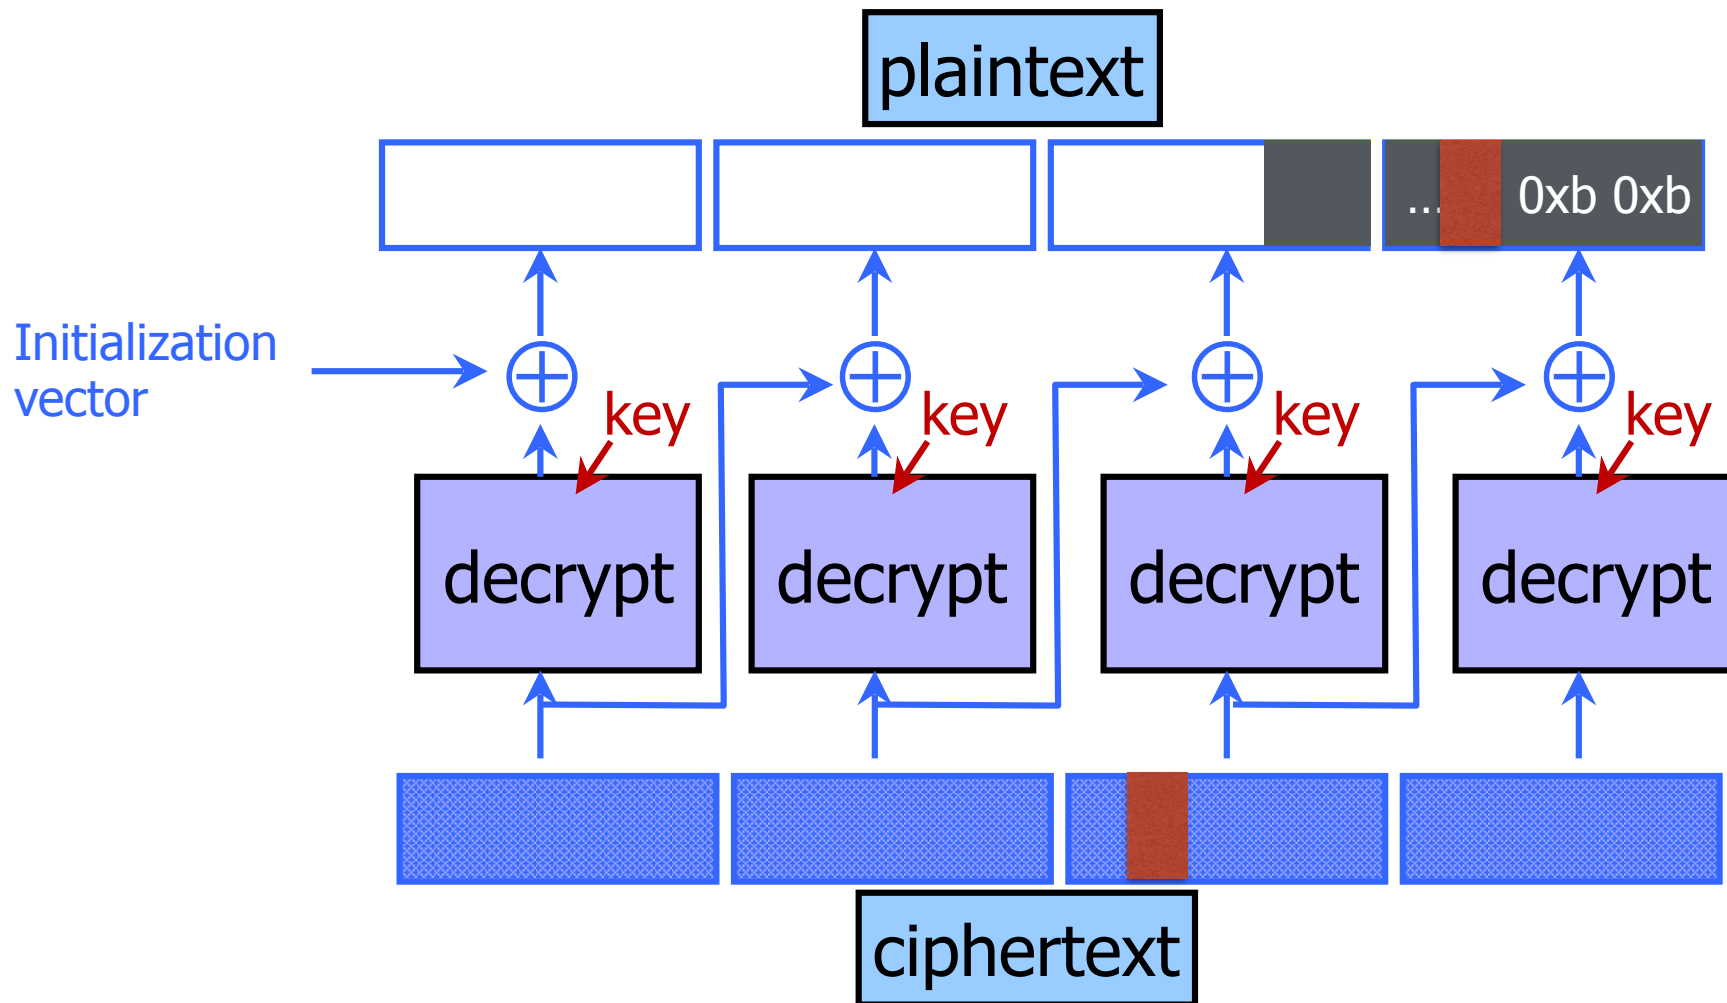 plaintext
... 0xb 0xb
Initialization
vector
key key key key
decrypt decrypt decrypt decrypt
ciphertext